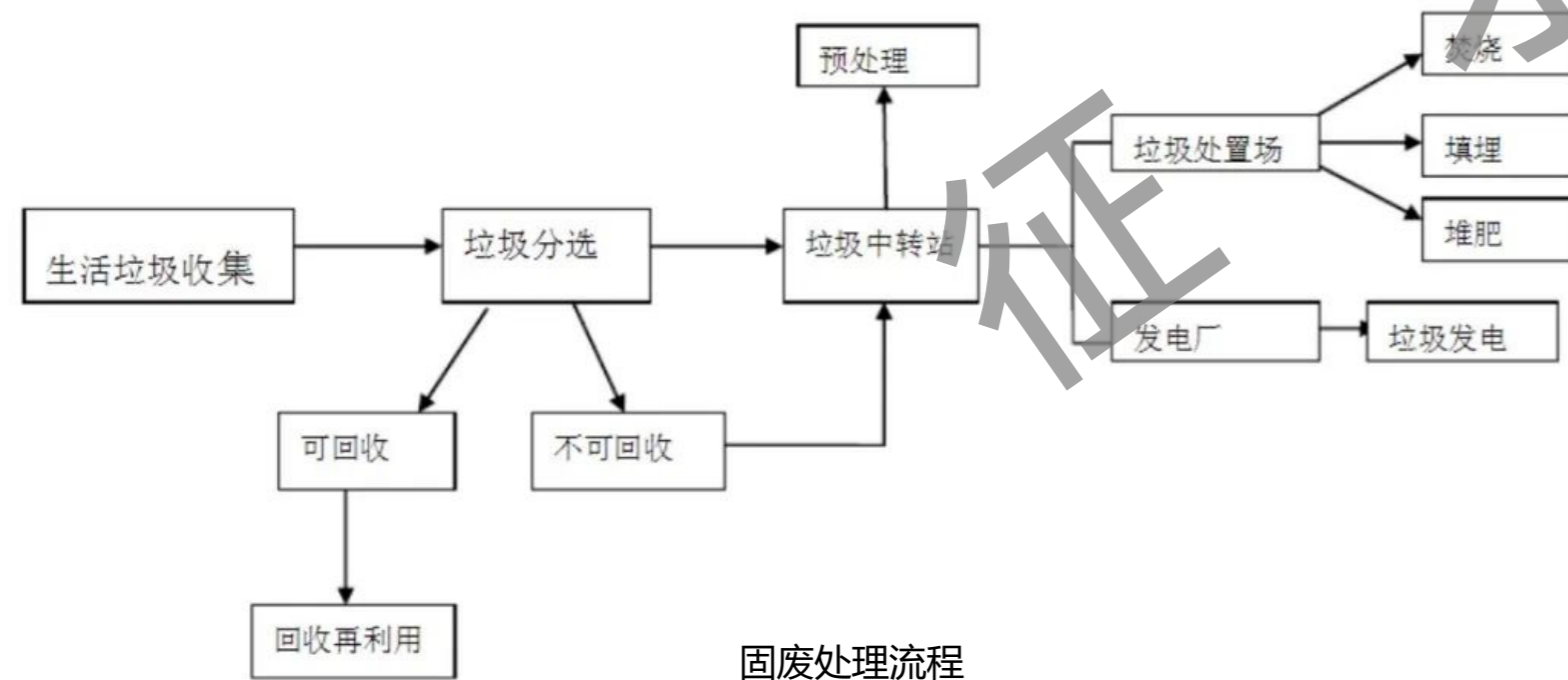 预处理
焚烧
垃圾处置场
填埋
生活垃圾收集
垃圾分选
垃圾中转站
堆肥
发电厂
垃圾发电
可回收
不可回收
回收再利用
固废处理流程
征